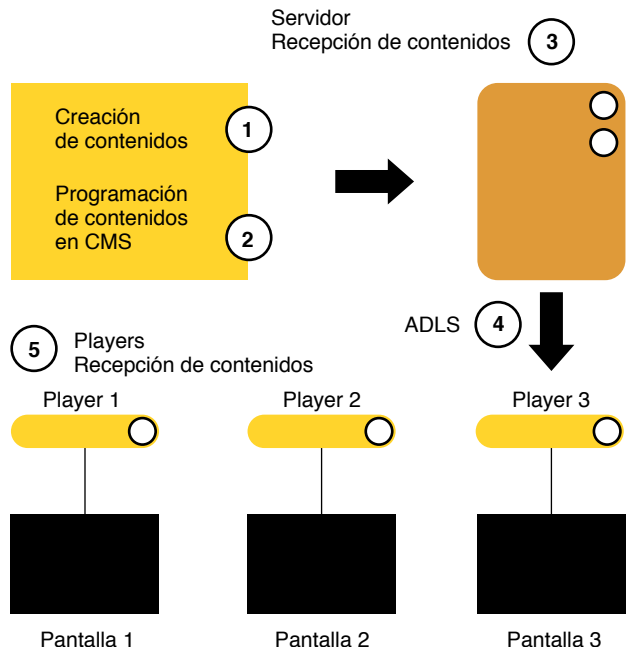 Servidor
Recepción de contenidos 3
Creación
de contenidos 1
Programación
de contenidos
en CMS 2
ADLS 4
5 Players
Recepción de contenidos
Player 1 Player 2 Player 3
Pantalla 1 Pantalla 2 Pantalla 3